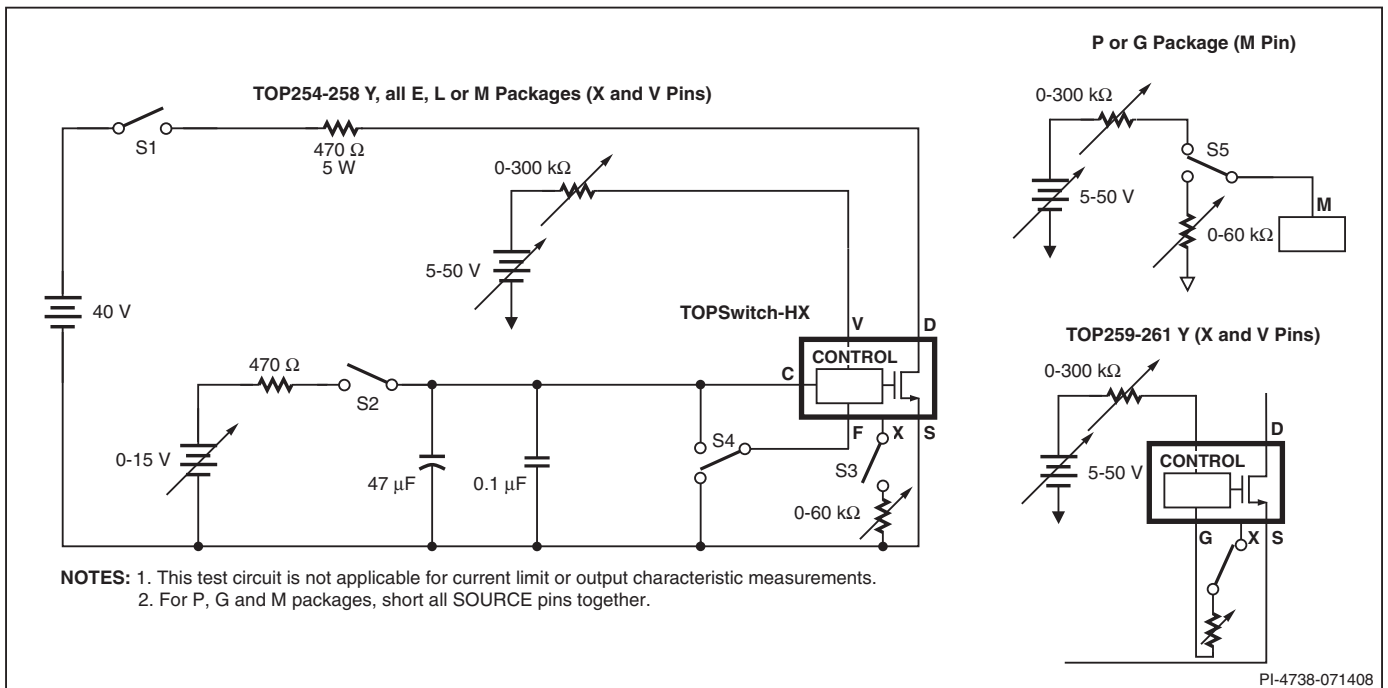 TOP254-258 Y, all E, L or M Packages (X and V Pins)
S1
470 Ω
5 W
0-300 kΩ
5-50 V
40 V
TOPSwitch-HX
V
D
CONTROL
C
470 Ω
S2
F
X
S
S4
S3
0-15 V
47 μF
0.1 μF
0-60 kΩ
NOTES: 1. This test circuit is not applicable for current limit or output characteristic measurements.
2. For P, G and M packages, short all SOURCE pins together.
P or G Package (M Pin)
0-300 kΩ
S5
5-50 V
M
0-60 kΩ
TOP259-261 Y (X and V Pins)
0-300 kΩ
D
5-50 V
CONTROL
G
X
S
PI-4738-071408